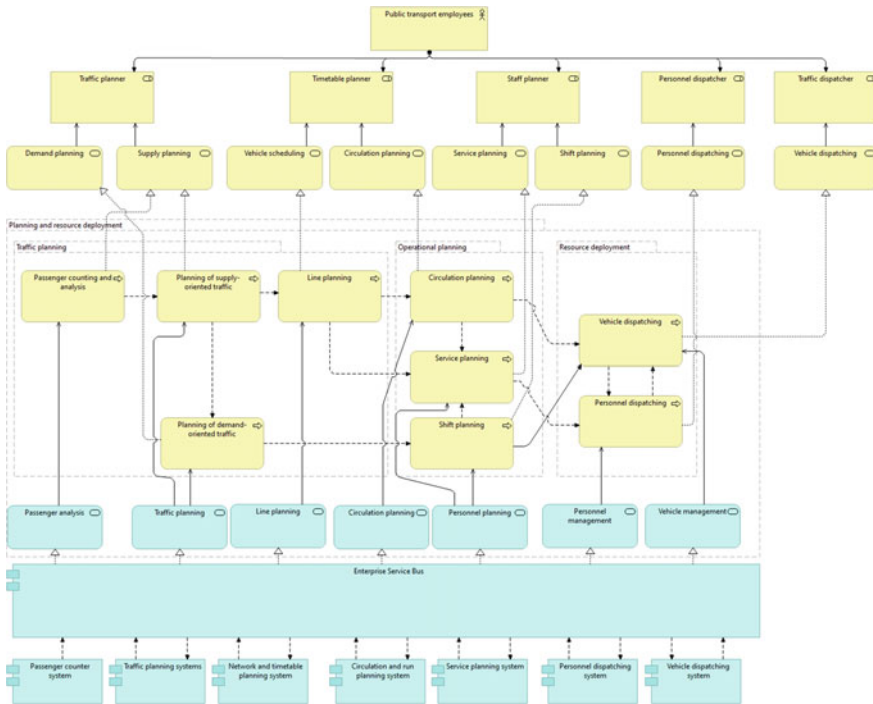 Public transport employees
Traffic planner
Timetable planner
Staff planner
Personnel dispatcher
Traffic dispatcher
Demand planning
Supply planning
Vehicle scheduling
Circulation planning
Service planning
Shift planning
Personnel dispatching
Vehicle dispatching
Planning and resource deployment
Traffic planning
Operational planning
Resource deployment
Passenger counting and
analysis
Planning of supply-
oriented traffic
Line planning
Circulation planning
Vehicle dispatching
Service planning
Personnel dispatching
Planning of demand-
oriented traffic
Shift planning
Passenger analysis
Traffic planning
Line planning
Circulation planning
Personnel planning
Personnel
management
Vehicle management
Enterprise Service Bus
Passenger counter
system
Traffic planning systems
Network and timetable
planning system
Circulation and run
planning system
Service planning system
Personnel dispatching
system
Vehicle dispatching
system